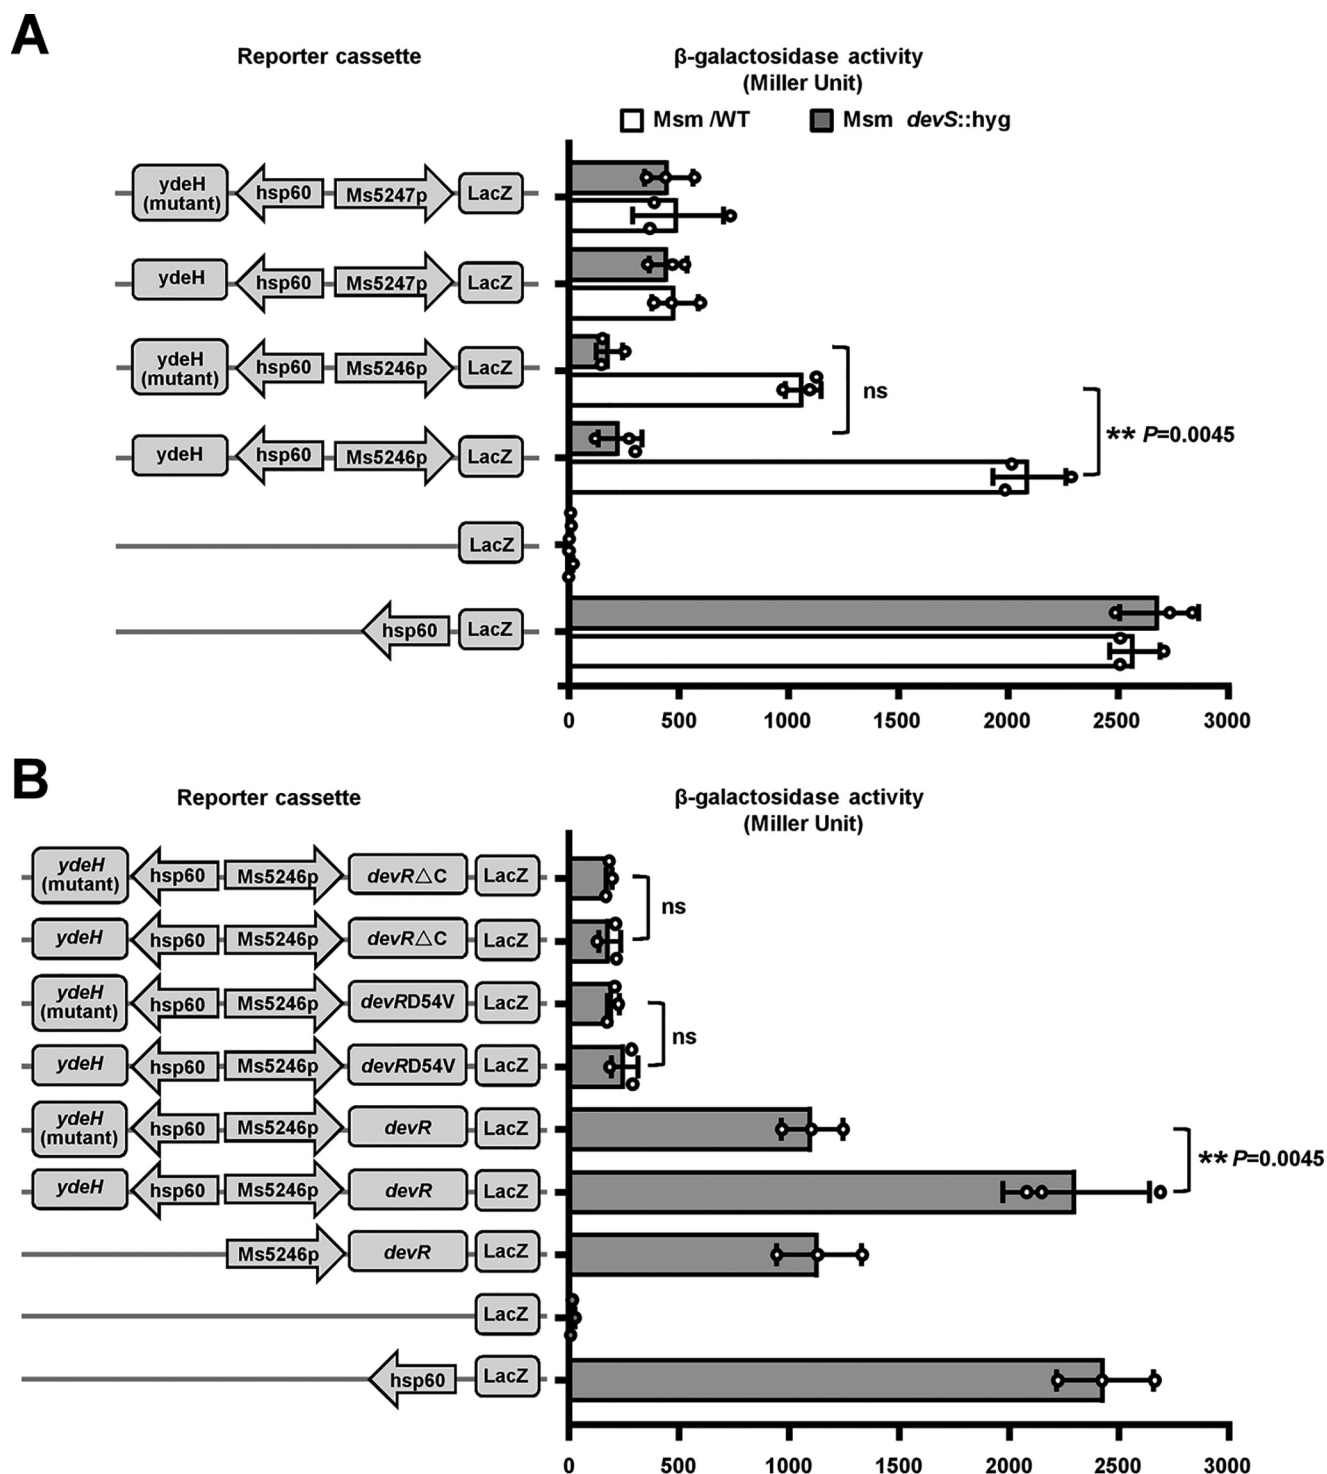 A
Reporter cassette
β-galactosidase activity
(Miller Unit)
Msm /WT
Msm devS::hyg
ydeH
(mutant)
hsp60
Ms5247p
LacZ
ydeH
hsp60
Ms5247p
LacZ
ydeH
(mutant)
hsp60
Ms5246p
LacZ
ns
ydeH
hsp60
Ms5246p
LacZ
** P=0.0045
LacZ
hsp60
LacZ
0 500 1000 1500 2000 2500 3000
B
Reporter cassette
β-galactosidase activity
(Miller Unit)
ydeH
(mutant)
hsp60
Ms5246p
devR△C
LacZ
ns
ydeH
hsp60
Ms5246p
devR△C
LacZ
ydeH
(mutant)
hsp60
Ms5246p
devRD54V
LacZ
ns
ydeH
hsp60
Ms5246p
devRD54V
LacZ
ydeH
(mutant)
hsp60
Ms5246p
devR
LacZ
** P=0.0045
ydeH
hsp60
Ms5246p
devR
LacZ
Ms5246p
devR
LacZ
LacZ
hsp60
LacZ
0 500 1000 1500 2000 2500 3000